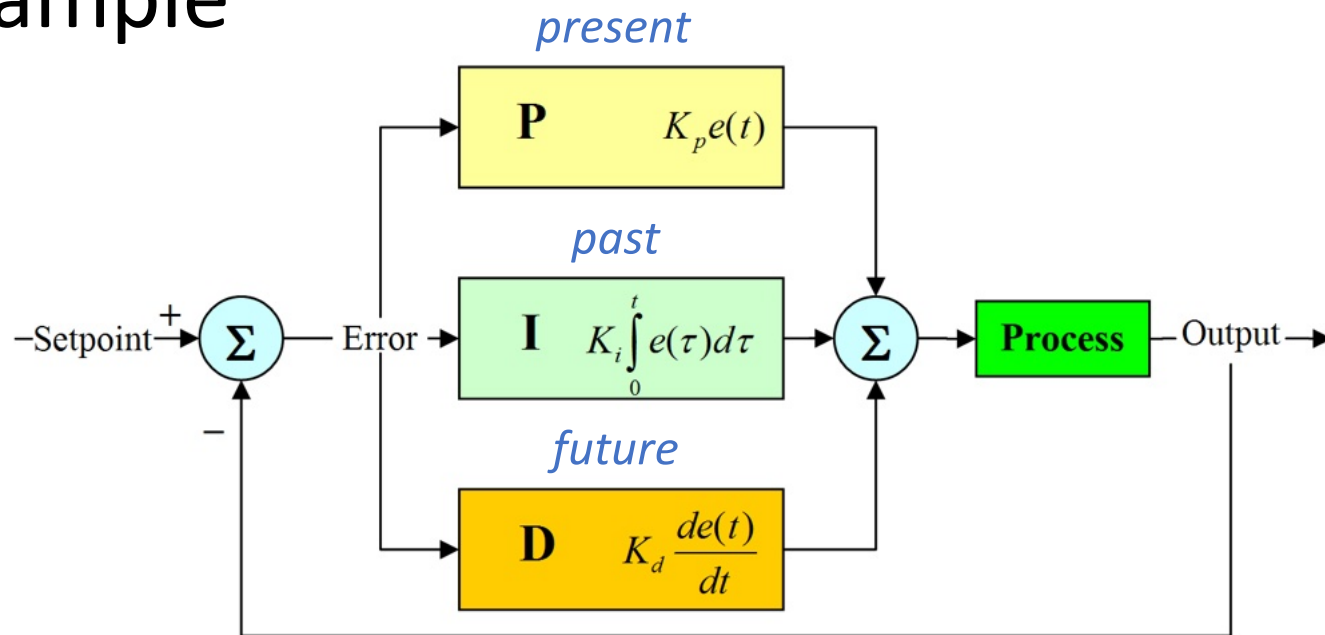 ample
present
P K_p e(t)
past
–Setpoint + Σ Error I K_i ∫_0^t e(τ)dτ Σ Process Output
–
future
D K_d de(t)/dt